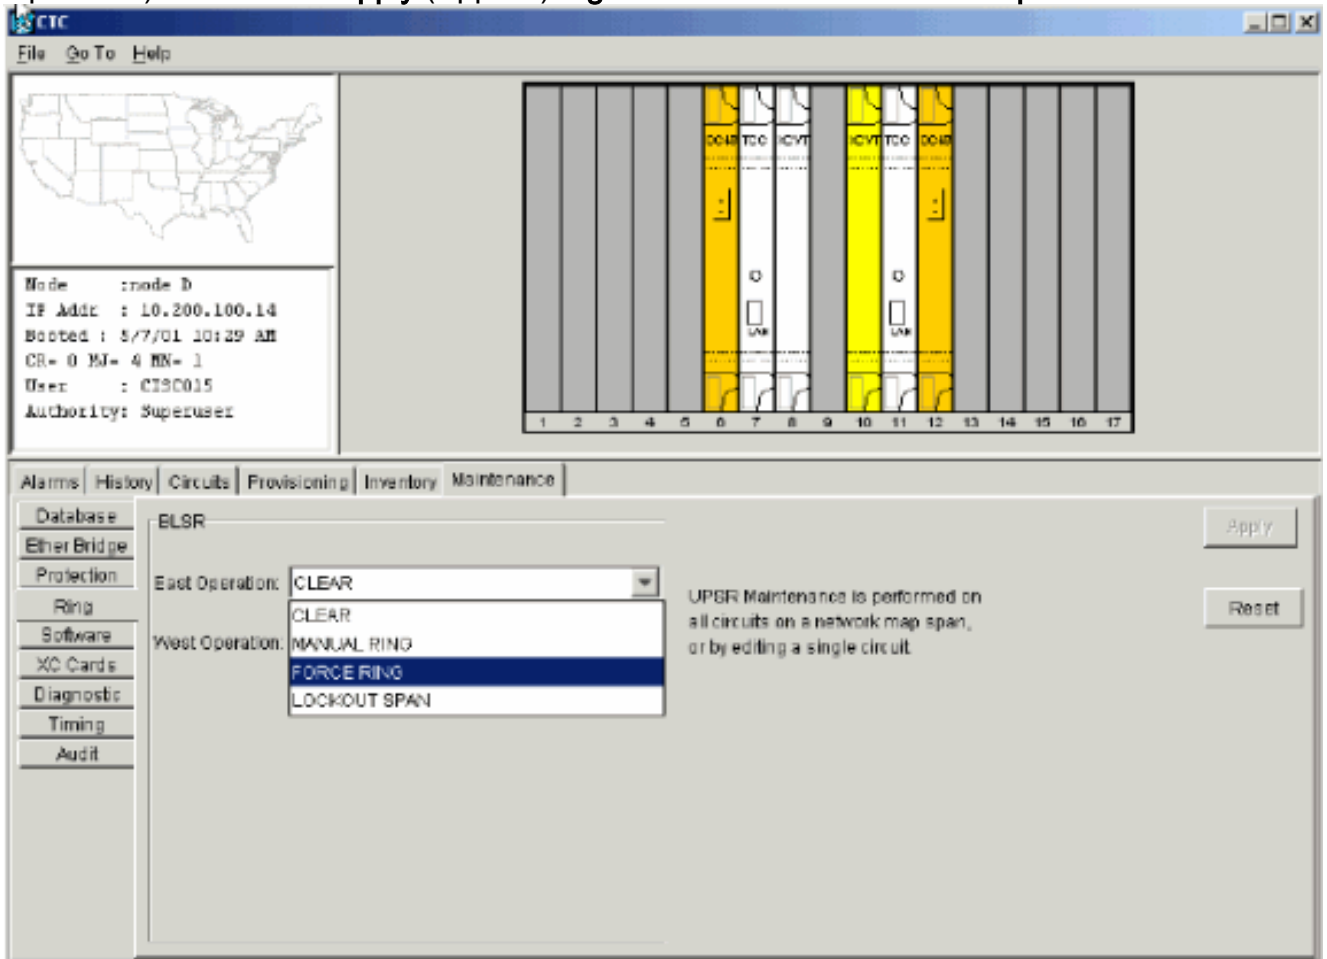 CTC
File Go To Help
OC48 TCC XCVT XCVT TCC OC48
LAN LAN
1 2 3 4 5 6 7 8 9 10 11 12 13 14 15 16 17
Node :node D
IP Addr : 10.200.100.14
Booted : 5/7/01 10:29 AM
CR- 0 MJ- 4 MN- 1
User : CISCO15
Authority: Superuser
Alarms History Circuits Provisioning Inventory Maintenance
Database
Ether Bridge
Protection
Ring
Software
XC Cards
Diagnostic
Timing
Audit
BLSR
East Operation: CLEAR
CLEAR
West Operation: MANUAL RING
FORCE RING
LOCKOUT SPAN
UPSR Maintenance is performed on
all circuits on a network map span,
or by editing a single circuit.
Apply
Reset